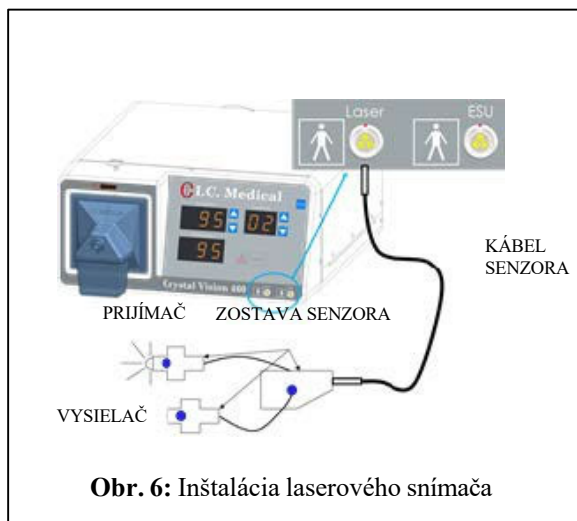 Laser ESU
I.C. Medical
95 02
95
Crystal Vision
KÁBEL
SENZORA
PRIJÍMAČ ZOSTAVA SENZORA
VYSIELAČ
Obr. 6: Inštalácia laserového snímača